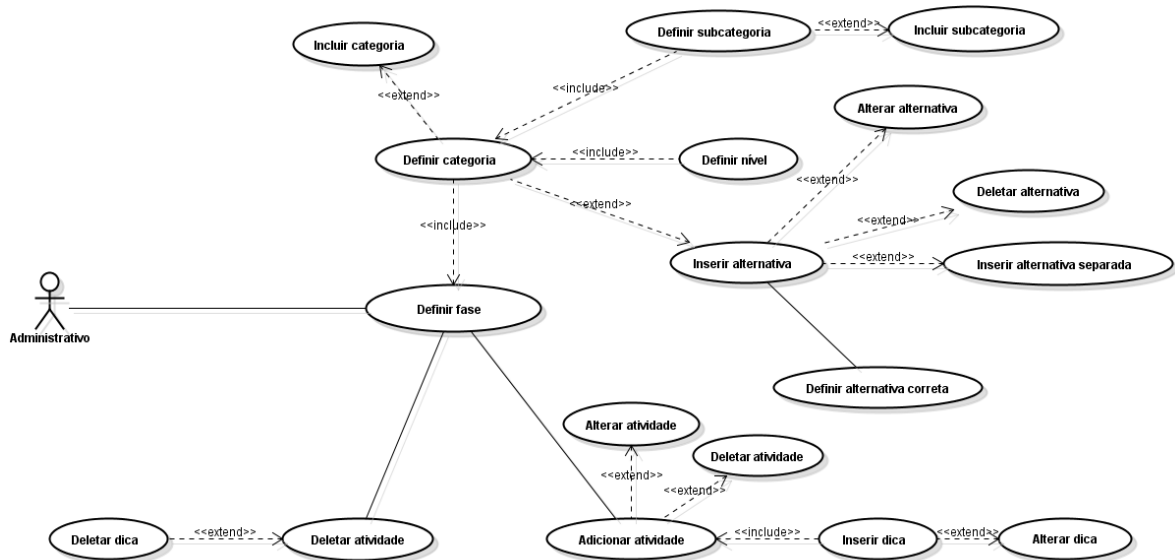 Definir subcategoria
<<extend>>
Incluir subcategoria
Incluir categoria
<<extend>>
<<include>>
Alterar alternativa
Definir categoria
<<include>>
Definir nível
<<extend>>
Deletar alternativa
<<extend>>
<<include>>
<<extend>>
Inserir alternativa
<<extend>>
Inserir alternativa separada
Administrativo
Definir fase
Definir alternativa correta
Alterar atividade
Deletar atividade
<<extend>>
<<extend>>
Deletar dica
<<extend>>
Deletar atividade
Adicionar atividade
<<include>>
Inserir dica
<<extend>>
Alterar dica